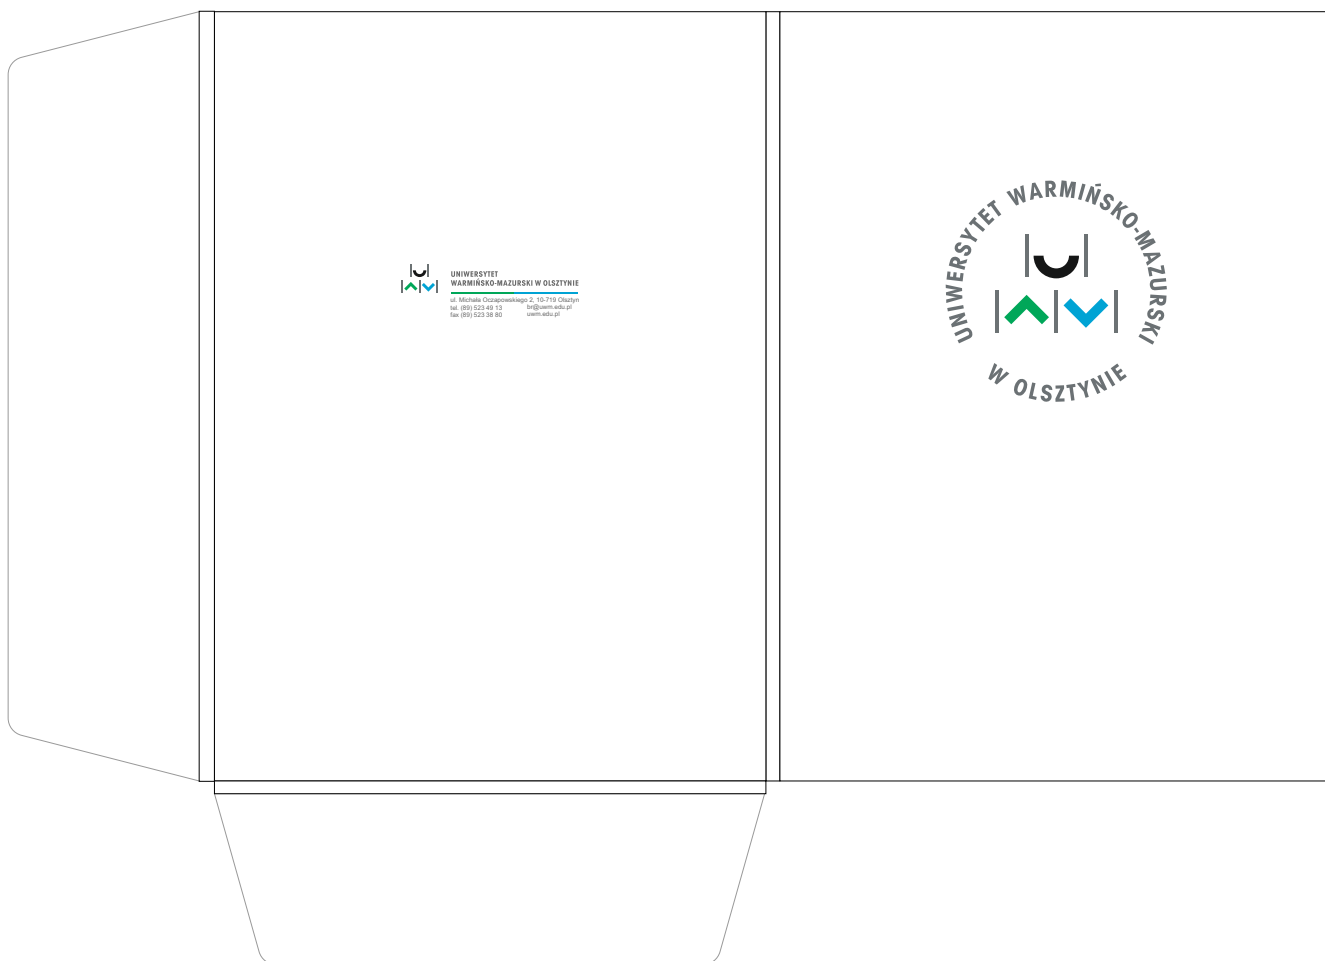 UNIWERSYTET
WARMIŃSKO-MAZURSKI W OLSZTYNIE
ul. Michała Oczapowskiego 2, 10-719 Olsztyn
tel. (89) 523 49 13 br@uwm.edu.pl
fax (89) 523 38 80 uwm.edu.pl
UNIWERSYTET WARMIŃSKO-MAZURSKI
W OLSZTYNIE